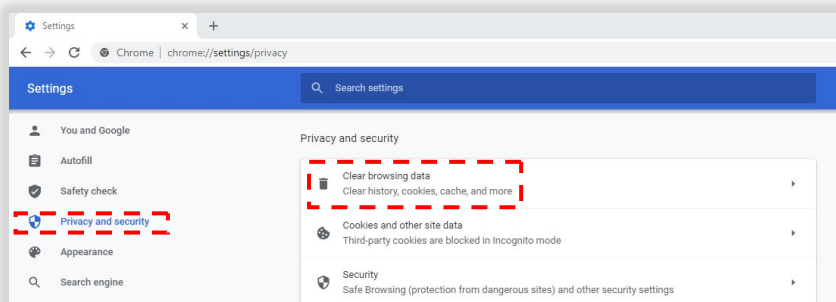 Settings
Chrome | chrome://settings/privacy
Settings
Search settings
You and Google
Autofill
Safety check
Privacy and security
Appearance
Search engine
Privacy and security
Clear browsing data
Clear history, cookies, cache, and more
Cookies and other site data
Third-party cookies are blocked in Incognito mode
Security
Safe Browsing (protection from dangerous sites) and other security settings